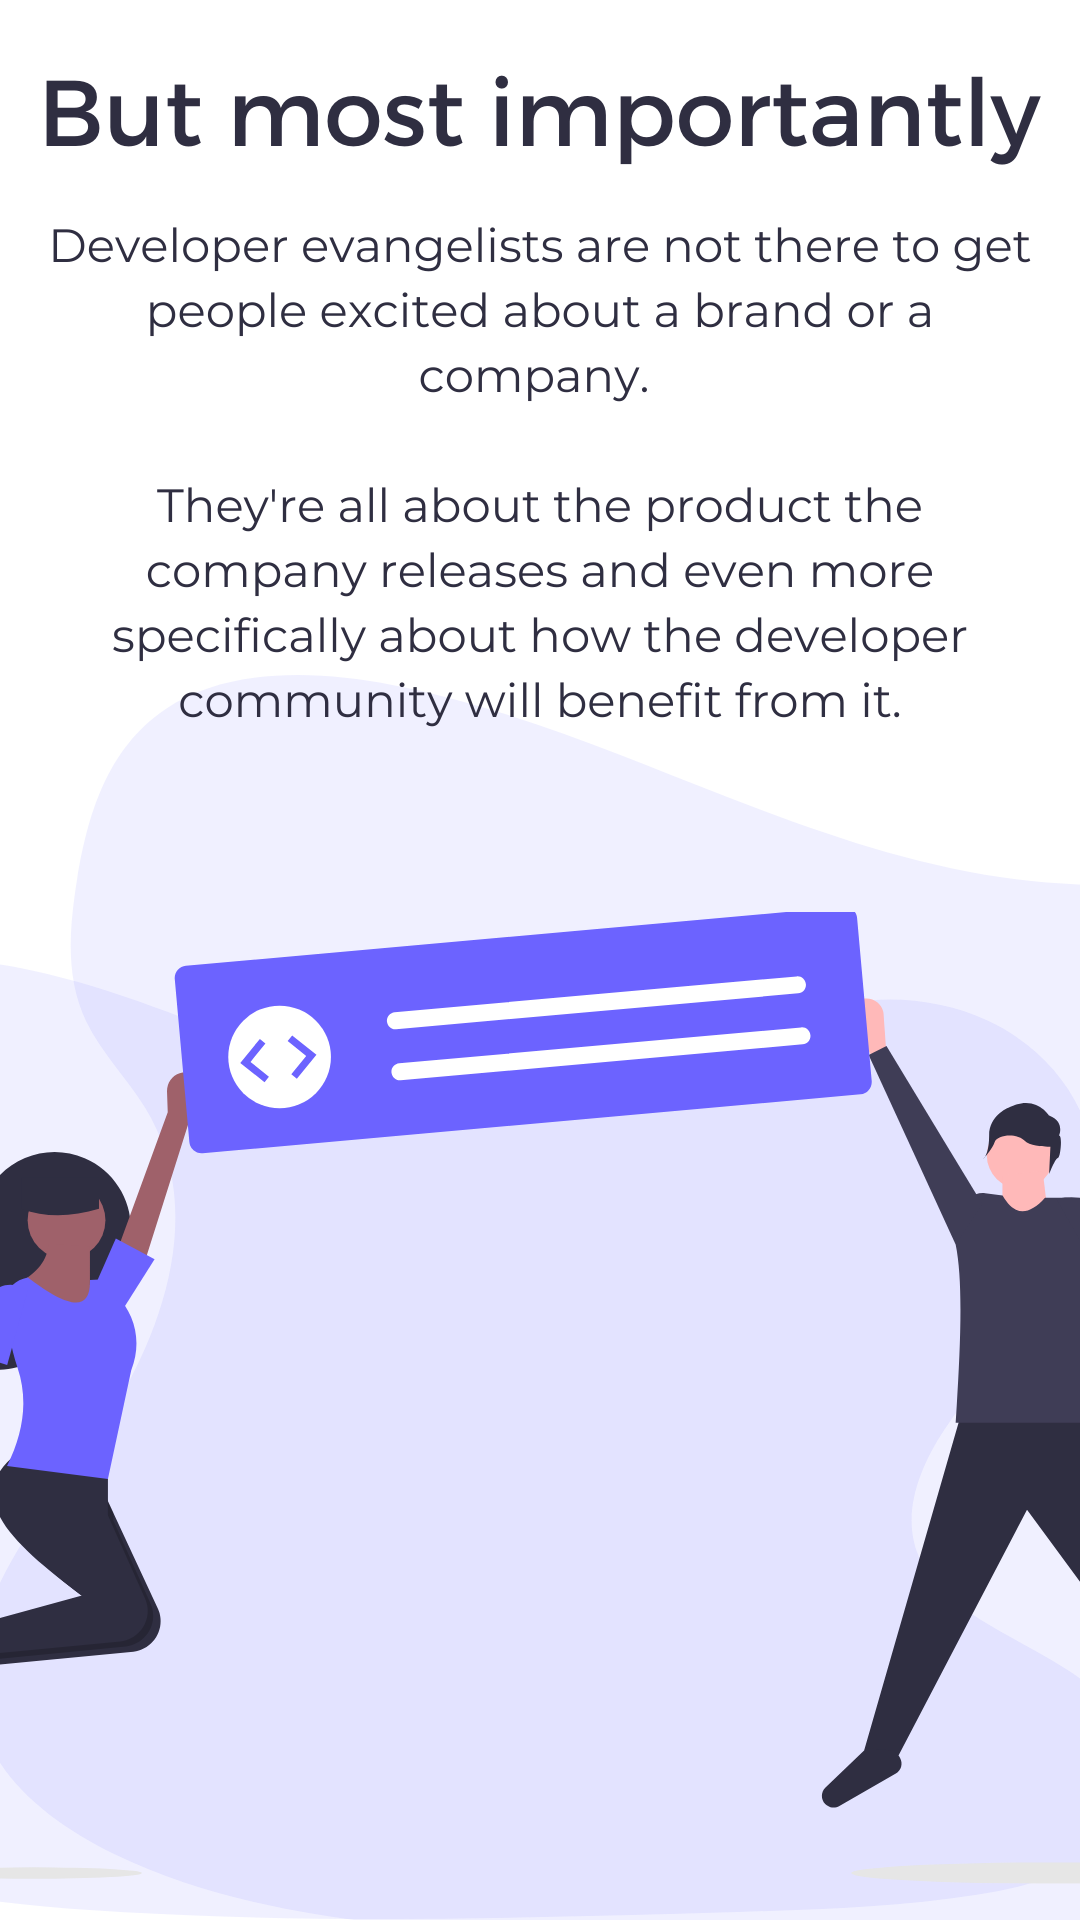 But most importantly
Developer evangelists are not there to get
people excited about a brand or a
company.
They're all about the product the
company releases and even more
specifically about how the developer
community will benefit from it.